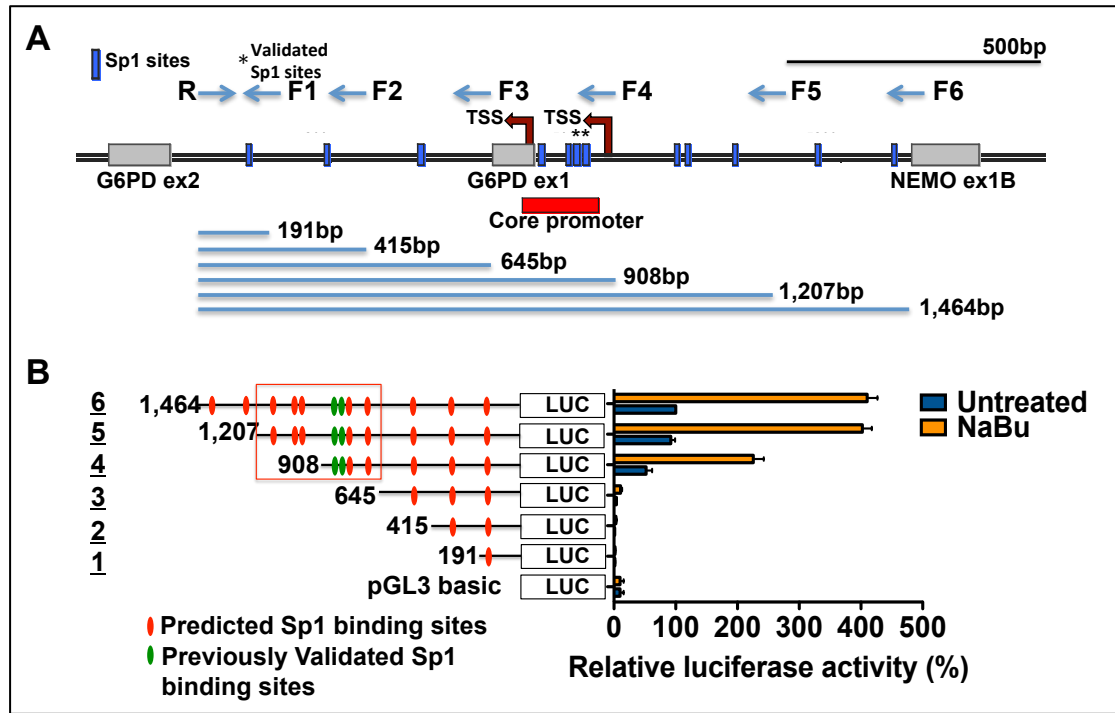 A
Sp1 sites
* Validated
Sp1 sites
500bp
R F1 F2 F3 F4 F5 F6
TSS TSS
**
G6PD ex2 G6PD ex1 NEMO ex1B
Core promoter
191bp
415bp
645bp
908bp
1,207bp
1,464bp
B
Untreated
NaBu
6 1,464 LUC
5 1,207 LUC
4 908 LUC
3 645 LUC
2 415 LUC
1 191 LUC
pGL3 basic LUC
0 100 200 300 400 500
Relative luciferase activity (%)
Predicted Sp1 binding sites
Previously Validated Sp1
binding sites